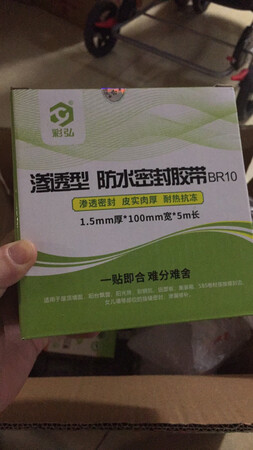 彩弘
渗透型 防水密封胶带BR10
渗透密封 皮实肉厚 耐热抗冻
1.5mm厚*100mm宽*5m长
一贴即合 难分难舍